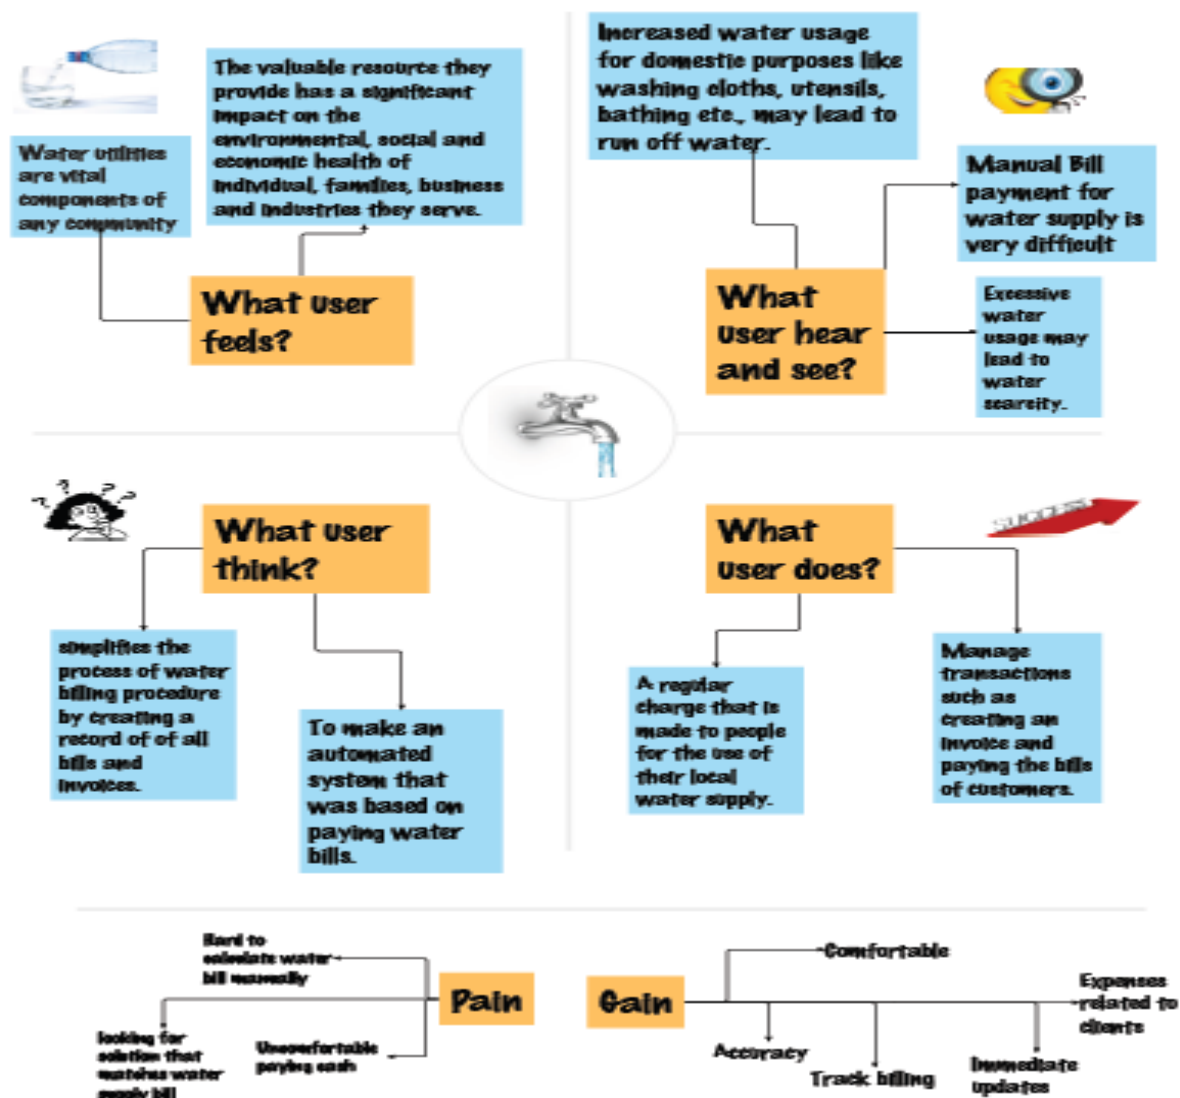 The valuable resource they
provide has a significant
impact on the
environmental, social and
economic health of
individual, families, business
and industries they serve.
Water utilities
are vital
components of
any community
What user
feels?
Increased water usage
for domestic purposes like
washing cloths, utensils,
bathing etc., may lead to
run off water.
Manual Bill
payment for
water supply is
very difficult
What
user hear
and see?
Excessive
water
usage may
lead to
water
scarcity.
What user
think?
simplifies the
process of water
billing procedure
by creating a
record of of all
bills and
invoices.
To make an
automated
system that
was based on
paying water
bills.
What
user does?
SUCCESS
A regular
charge that is
made to people
for the use of
their local
water supply.
Manage
transactions
such as
creating an
invoice and
paying the bills
of customers.
Hard to
calculate water
bill manually
Pain
looking for
solution that
matches water
supply bill
Uncomfortable
paying cash
Gain
Comfortable
Expenses
related to
clients
Accuracy
Track billing
Immediate
updates